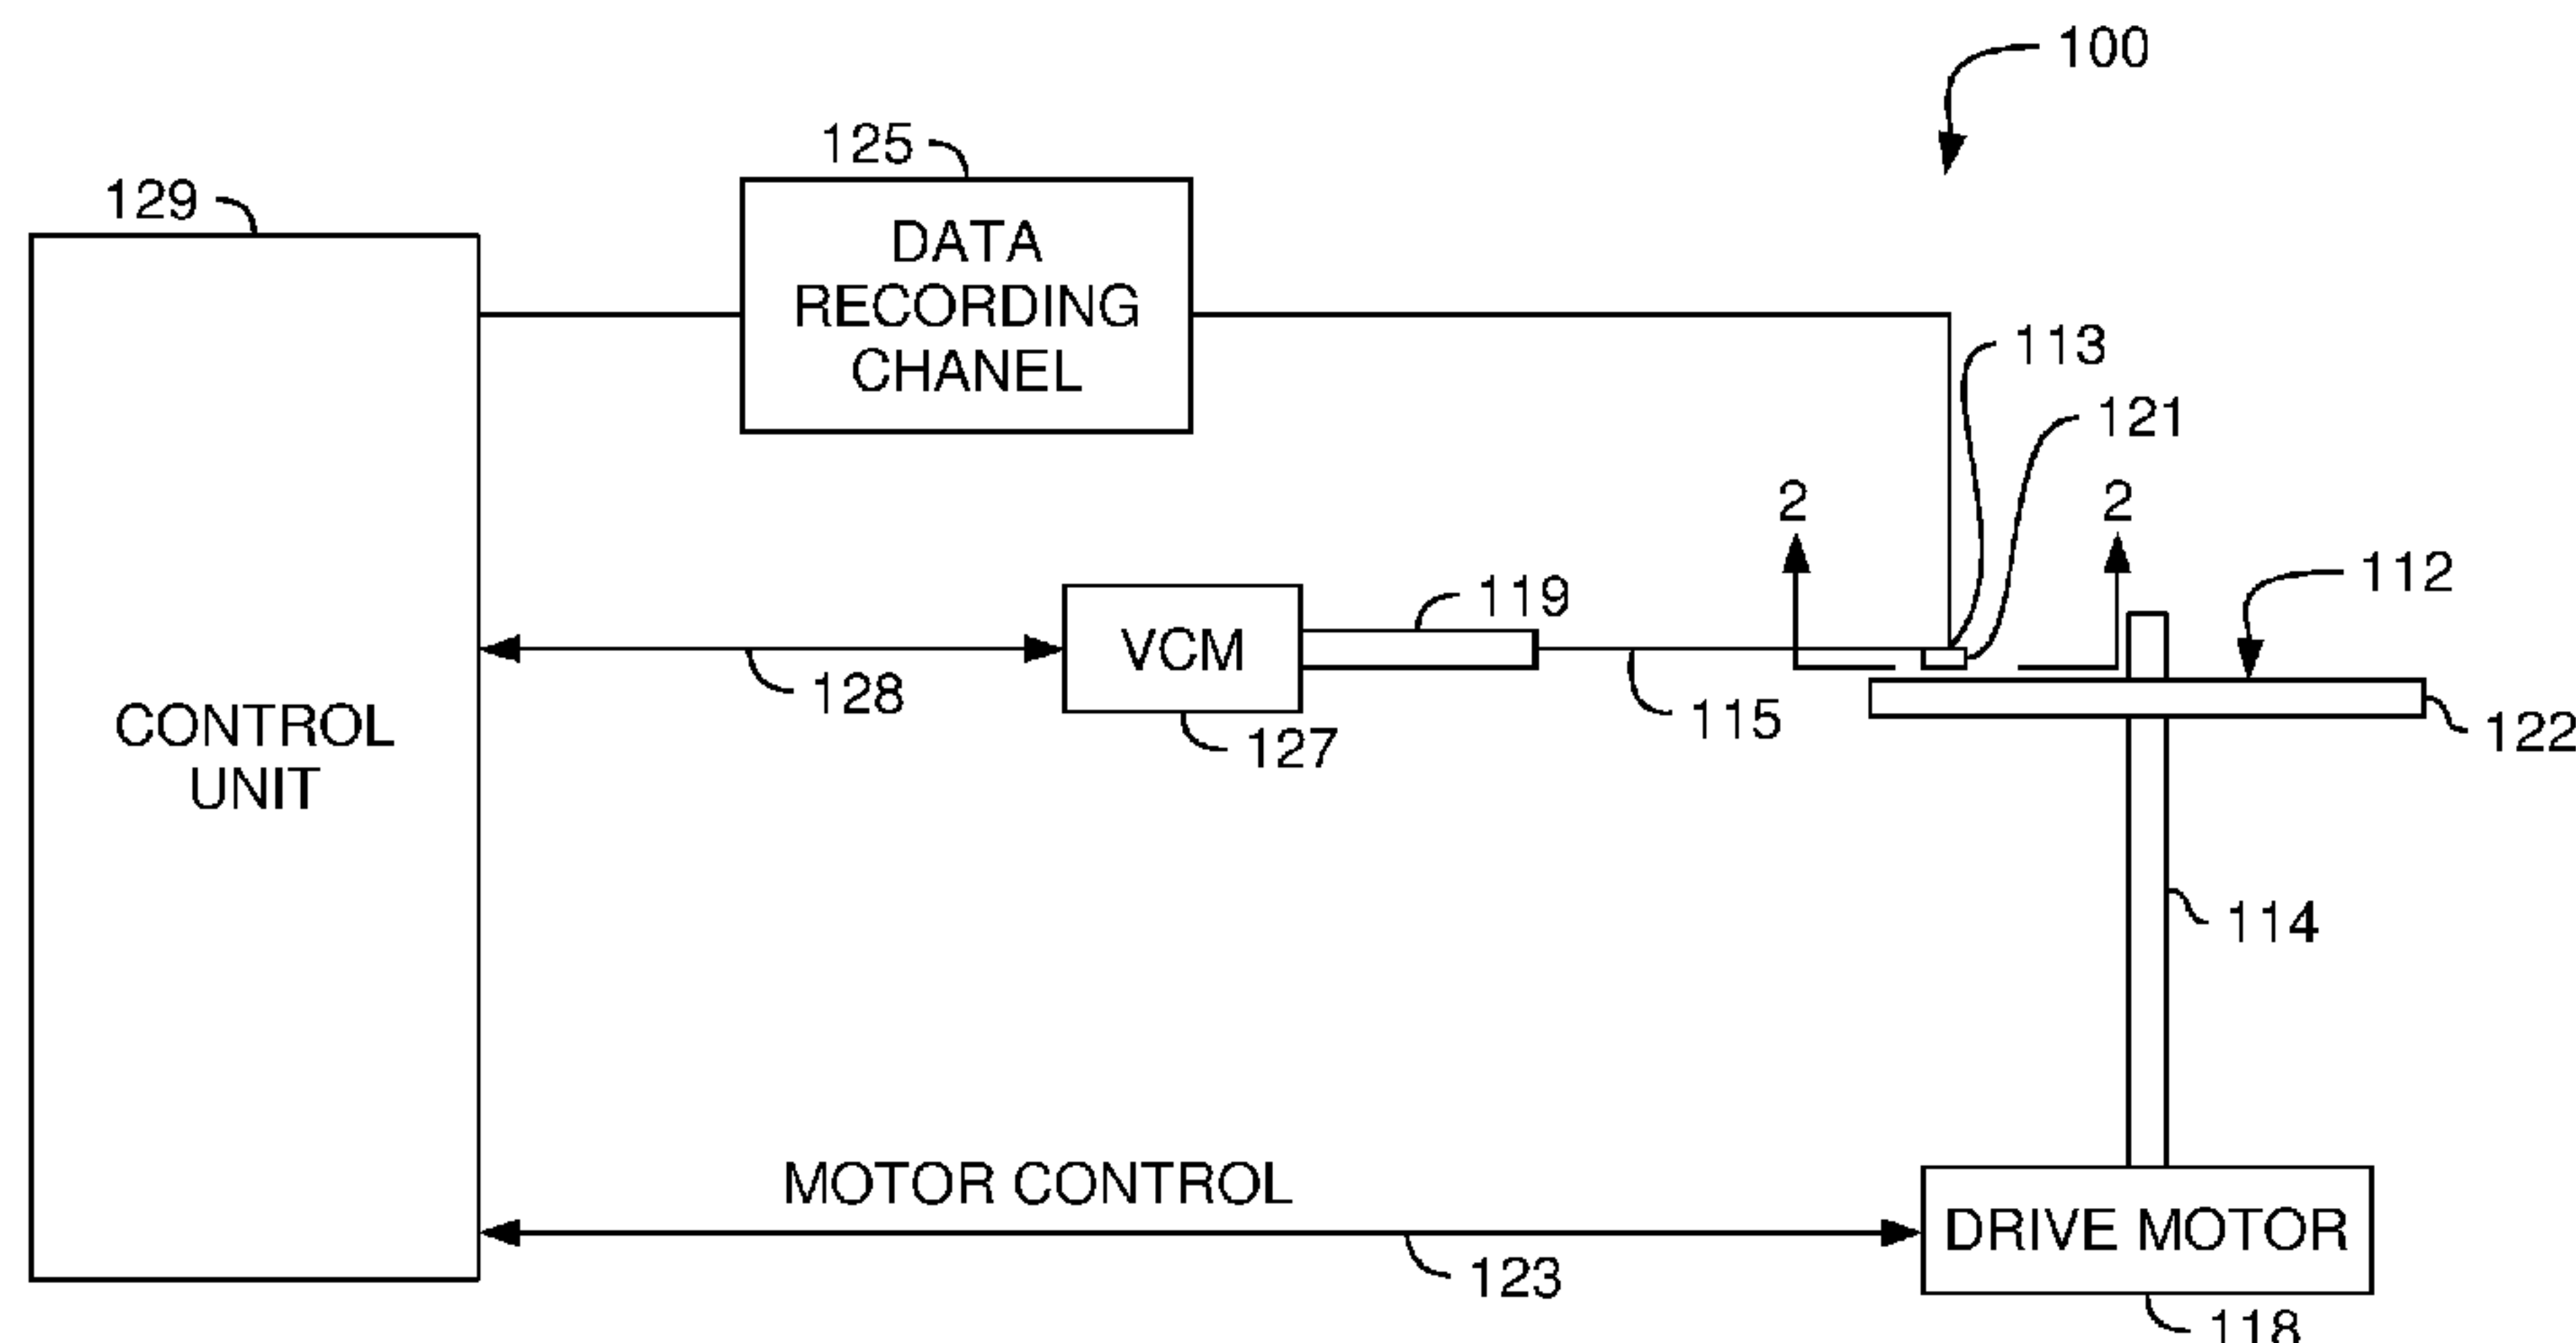 100
125
129
DATA
RECORDING
CHANEL
113
121
2
2
112
119
VCM
128
115
127
122
CONTROL
UNIT
114
MOTOR CONTROL
DRIVE MOTOR
123
118